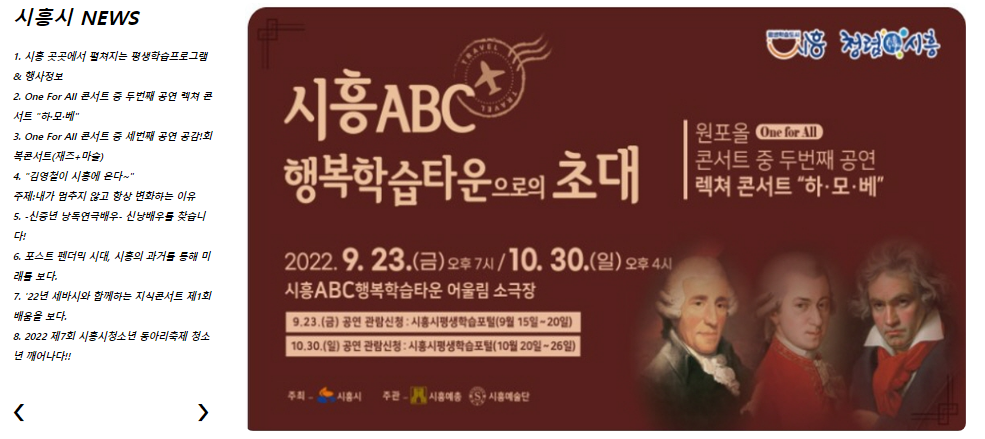 시흥시 NEWS
1. 시흥 곳곳에서 펼쳐지는 평생학습프로그램
& 행사정보
2. One For All 콘서트 중 두번째 공연 렉쳐 콘
서트 "하·모·베"
3. One For All 콘서트 중 세번째 공연 공감!회
복콘서트(재즈+마술)
4. "김영철이 시흥에 온다~"
주제:내가 멈추지 않고 항상 변화하는 이유
5. -신중년 낭독연극배우- 신낭배우를 찾습니
다!
6. 포스트 펜더믹 시대, 시흥의 과거를 통해 미
래를 보다.
7. '22년 세바시와 함께하는 지식콘서트 제1회
배움을 보다.
8. 2022 제7회 시흥시청소년 동아리축제 청소
년 깨어나다!!
❮ ❯
평생학습도시 시흥 청렴 시흥
TRAVEL
TRAVEL
시흥ABC
행복학습타운으로의 초대
원포올 One for All
콘서트 중 두번째 공연
렉쳐 콘서트 "하·모·베"
2022. 9. 23.(금) 오후 7시 / 10. 30.(일) 오후 4시
시흥ABC행복학습타운 어울림 소극장
9.23.(금) 공연 관람신청 : 시흥시평생학습포털(9월 15일~20일)
10.30.(일) 공연 관람신청 : 시흥시평생학습포털(10월 20일~26일)
주최 - 시흥시 주관 - 시흥예총 S 시흥예술단